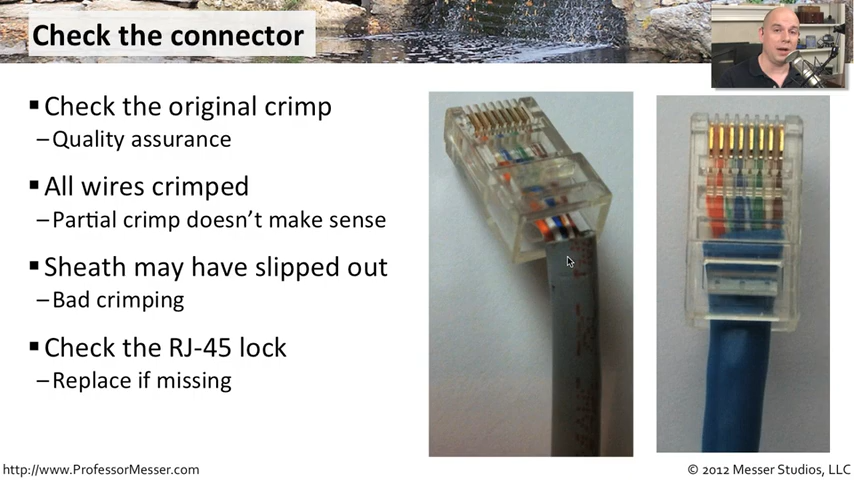 Check the connector
▪Check the original crimp
–Quality assurance
▪All wires crimped
–Partial crimp doesn't make sense
▪Sheath may have slipped out
–Bad crimping
▪Check the RJ-45 lock
–Replace if missing
http://www.ProfessorMesser.com
© 2012 Messer Studios, LLC